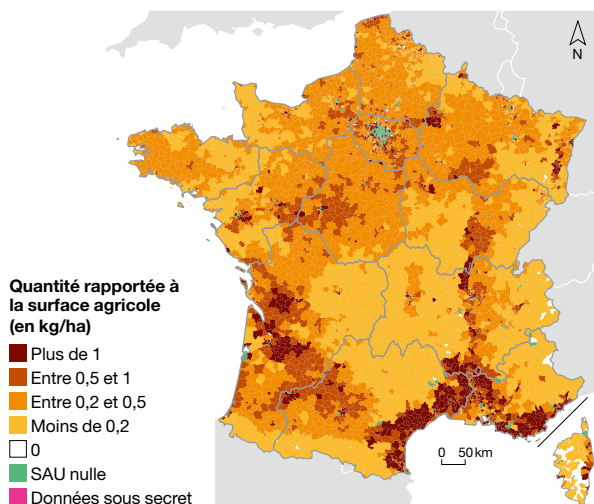 N
Quantité rapportée à
la surface agricole
(en kg/ha)
Plus de 1
Entre 0,5 et 1
Entre 0,2 et 0,5
Moins de 0,2
0
SAU nulle
Données sous secret
0 50 km